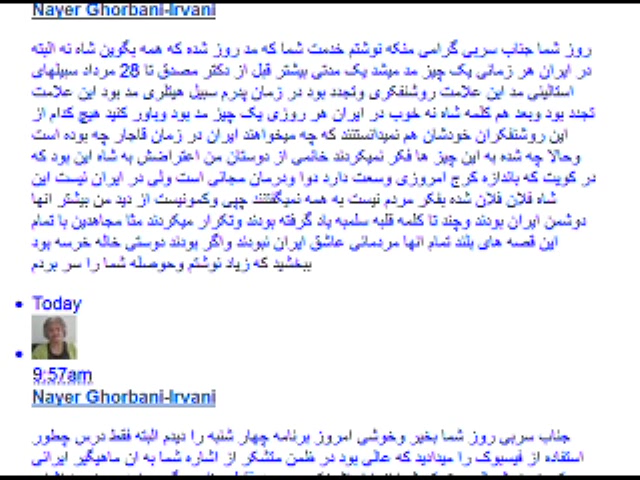 Nayer Ghorbani-Irvani
روز شما جناب سربی گرامی منکه نوشتم خدمت شما که مد روز شده که همه بگوین شاه نه البته
در ایران هر زمانی یک چیز مد میشد یک مدتی بیشتر قبل از دکتر مصدق تا 28 مرداد سبیلهای
استالینی مد این علامت روشنفکری وتجدد بود در زمان پدرم سبیل هیتلری مد بود این علامت
تجدد بود وبعد هم کلمه شاه نه خوب در ایران هر روزی یک چیز مد بود وباور کنید هیچ کدام از
این روشنفکران خودشان هم نمیدانستند که چه میخواهند ایران در زمان قاجار چه بوده است
وحالا چه شده به این چیز ها فکر نمیکردند خانمی از دوستان من اعتراضش به شاه این بود که
در کویت که باندازه کرج امروزی وسعت دارد دوا ودرمان مجانی است ولی در ایران نیست این
شاه فلان فلان شده بفکر مردم نیست به همه نمیگفتند چپی وکمونیست از دید من بیشتر انها
دوشمن ایران بودند وچند تا کلمه قلبه سلمبه یاد گرفته بودند وتکرار میکردند مثا مجاهدین با تمام
این قصه های بلند تمام انها مردمانی عاشق ایران نبودند واگر بودند دوستی خاله خرسه بود
ببخشید که زیاد نوشتم وحوصله شما را سر بردم
Today
9:57am
Nayer Ghorbani-Irvani
جناب سربی روز شما بخیر وخوشی امروز برنامه چهار شنبه را دیدم البته فقط درس چطور
استفاده از فیسبوک را میدادید که عالی بود در ظمن متشکر از اشاره شما به ان ماهیگیر ایرانی